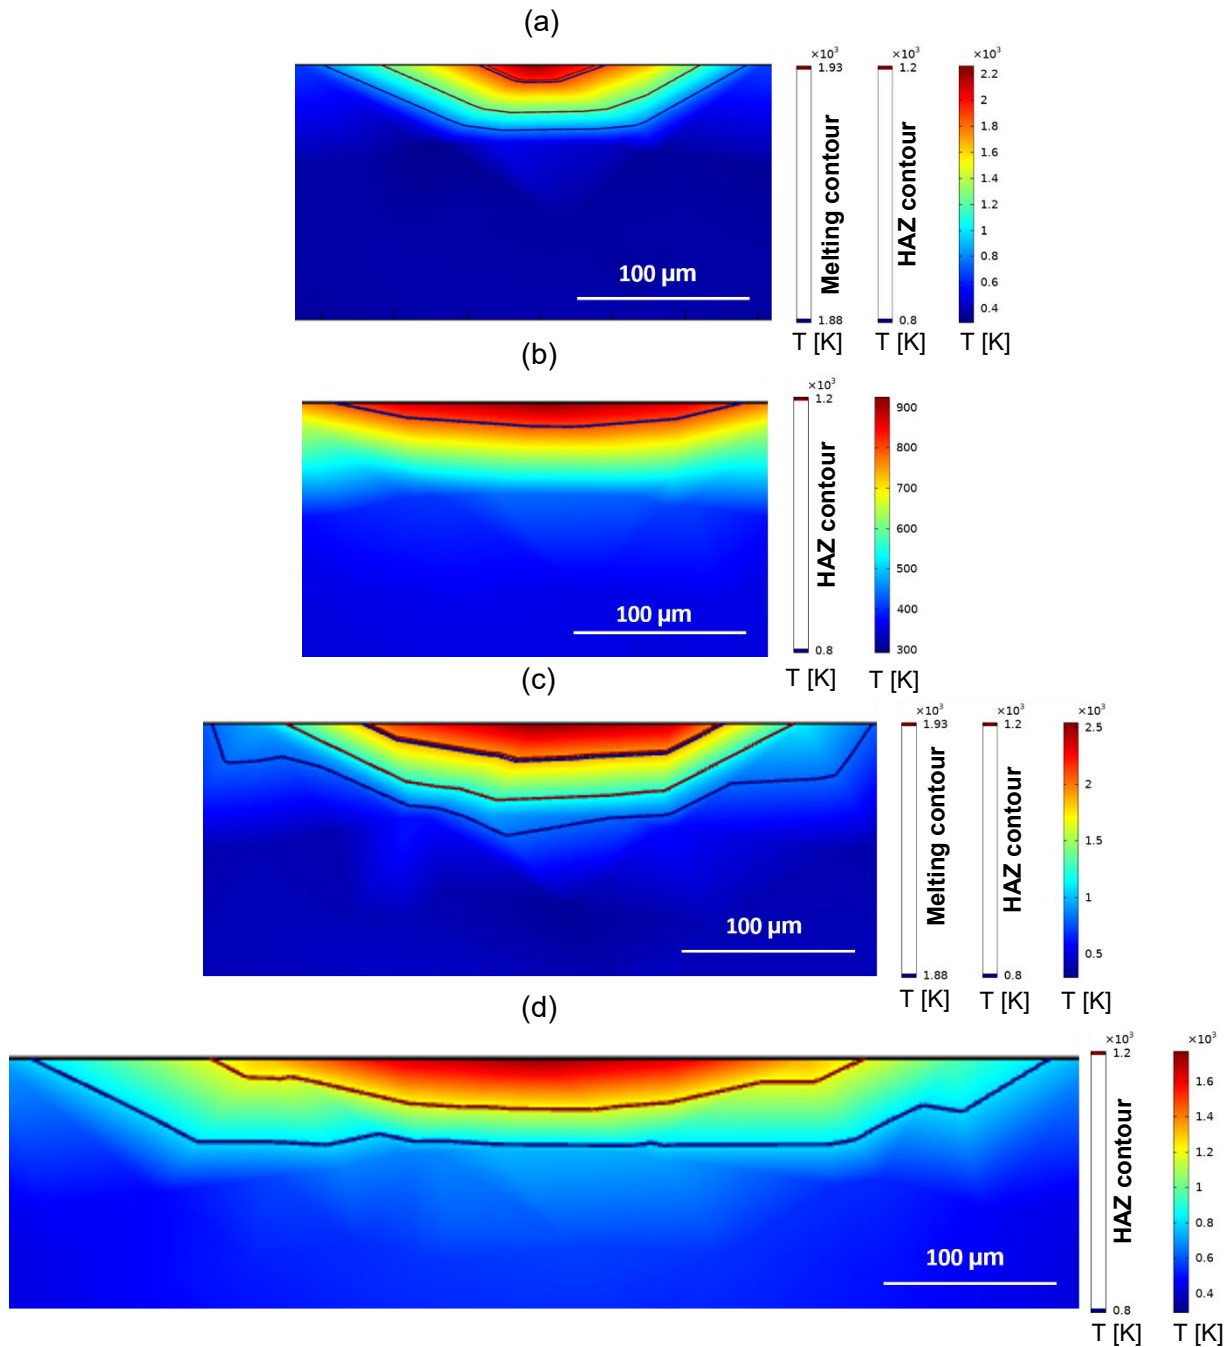 (a)
×10³
×10³
×10³
1.93
1.2
2.2
2
1.8
1.6
1.4
1.2
1
0.8
0.6
0.4
Melting contour
HAZ contour
100 µm
1.88
0.8
T [K]
T [K]
T [K]
(b)
×10³
1.2
900
800
700
600
500
400
300
HAZ contour
100 µm
0.8
T [K]
T [K]
(c)
×10³
×10³
×10³
1.93
1.2
2.5
2
1.5
1
0.5
Melting contour
HAZ contour
100 µm
1.88
0.8
T [K]
T [K]
T [K]
(d)
×10³
×10³
1.2
1.6
1.4
1.2
1
0.8
0.6
0.4
HAZ contour
100 µm
0.8
T [K]
T [K]